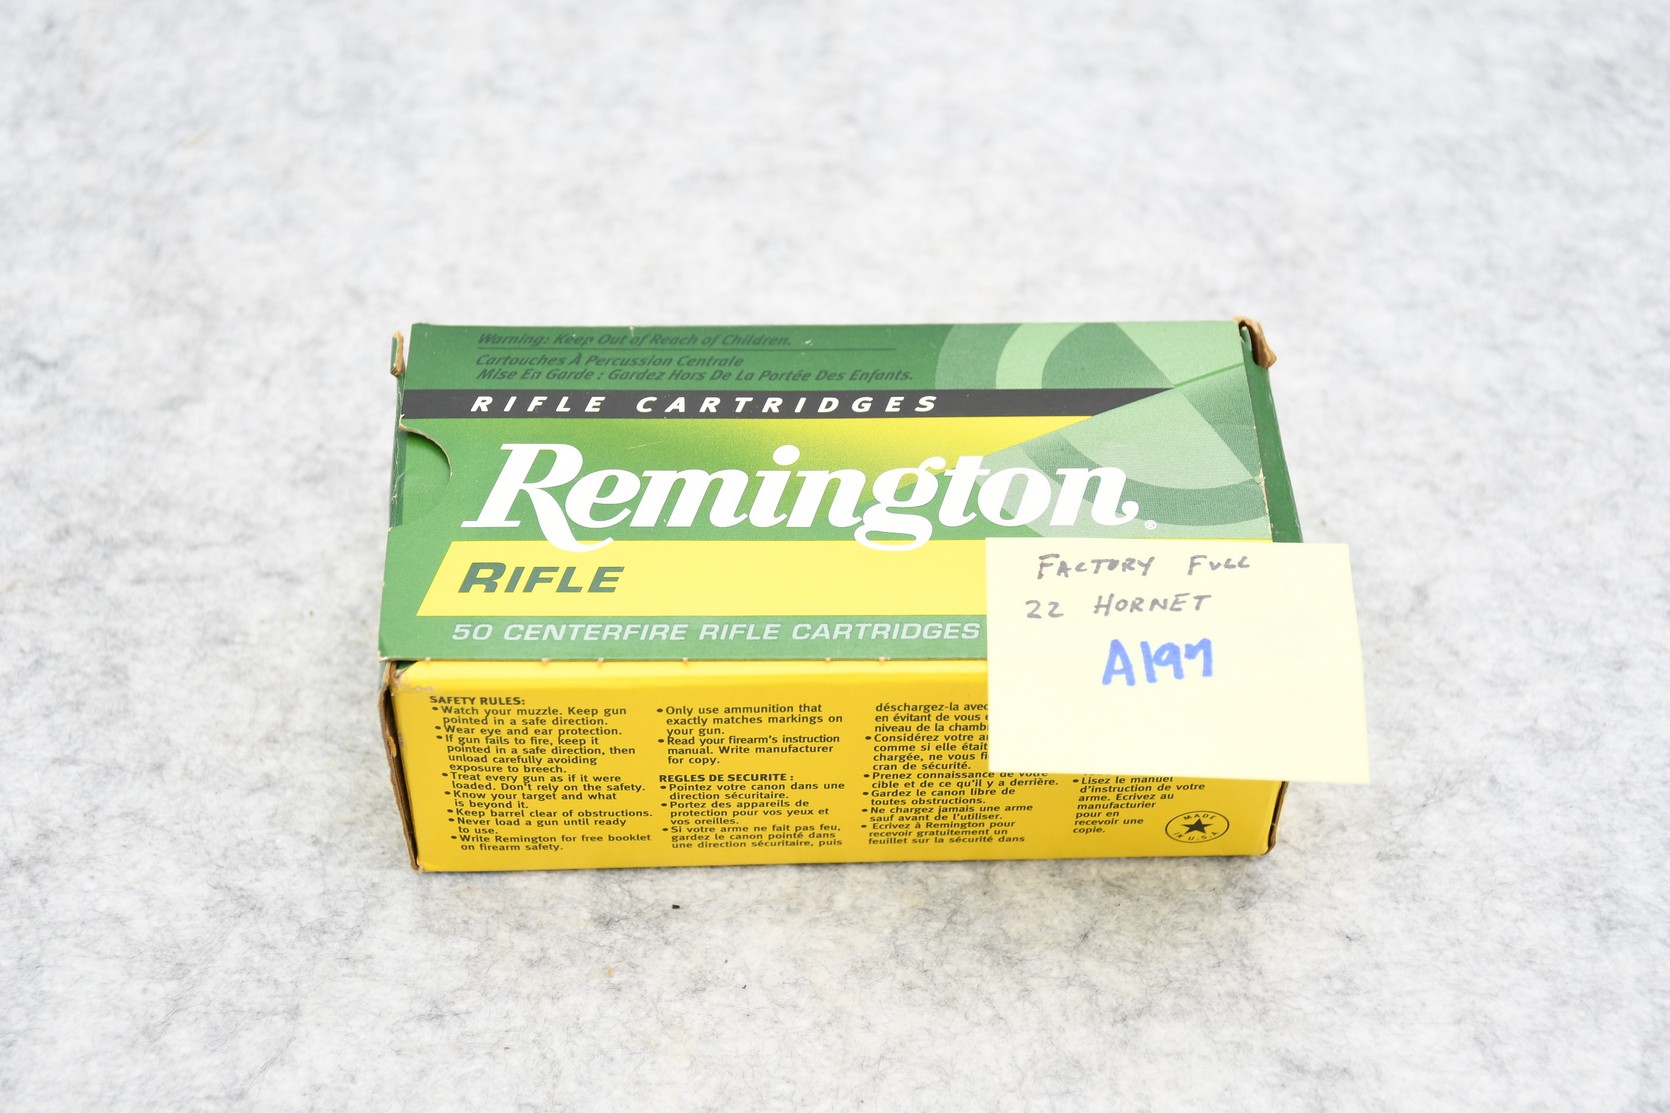 Warning: Keep Out of Reach of Children.
Cartouches À Percussion Centrale
Mise En Garde : Gardez Hors De La Portée Des Enfants.
RIFLE CARTRIDGES
Remington®
RIFLE
50 CENTERFIRE RIFLE CARTRIDGES
FACTORY FULL
22 HORNET
A197
SAFETY RULES:
•Watch your muzzle. Keep gun
pointed in a safe direction.
•Wear eye and ear protection.
•If gun fails to fire, keep it
pointed in a safe direction, then
unload carefully avoiding
exposure to breech.
•Treat every gun as if it were
loaded. Don't rely on the safety.
•Know your target and what
is beyond it.
•Keep barrel clear of obstructions.
•Never load a gun until ready
to use.
•Write Remington for free booklet
on firearm safety.
•Only use ammunition that
exactly matches markings on
your gun.
•Read your firearm's instruction
manual. Write manufacturer
for copy.
REGLES DE SECURITE :
•Pointez votre canon dans une
direction sécuritaire.
•Portez des appareils de
protection pour vos yeux et
vos oreilles.
•Si votre arme ne fait pas feu,
gardez le canon pointé dans
une direction sécuritaire, puis
déchargez-la avec
en évitant de vous
niveau de la chamb
•Considérez votre a
comme si elle était
chargée, ne vous fi
cran de sécurité.
•Prenez connaissance de votre
cible et de ce qu'il y a derrière.
•Gardez le canon libre de
toutes obstructions.
•Ne chargez jamais une arme
sauf avant de l'utiliser.
•Ecrivez à Remington pour
recevoir gratuitement un
feuillet sur la sécurité dans
•Lisez le manuel
d'instruction de votre
arme. Ecrivez au
manufacturier
pour en
recevoir une
copie.
MADE
IN U.S.A